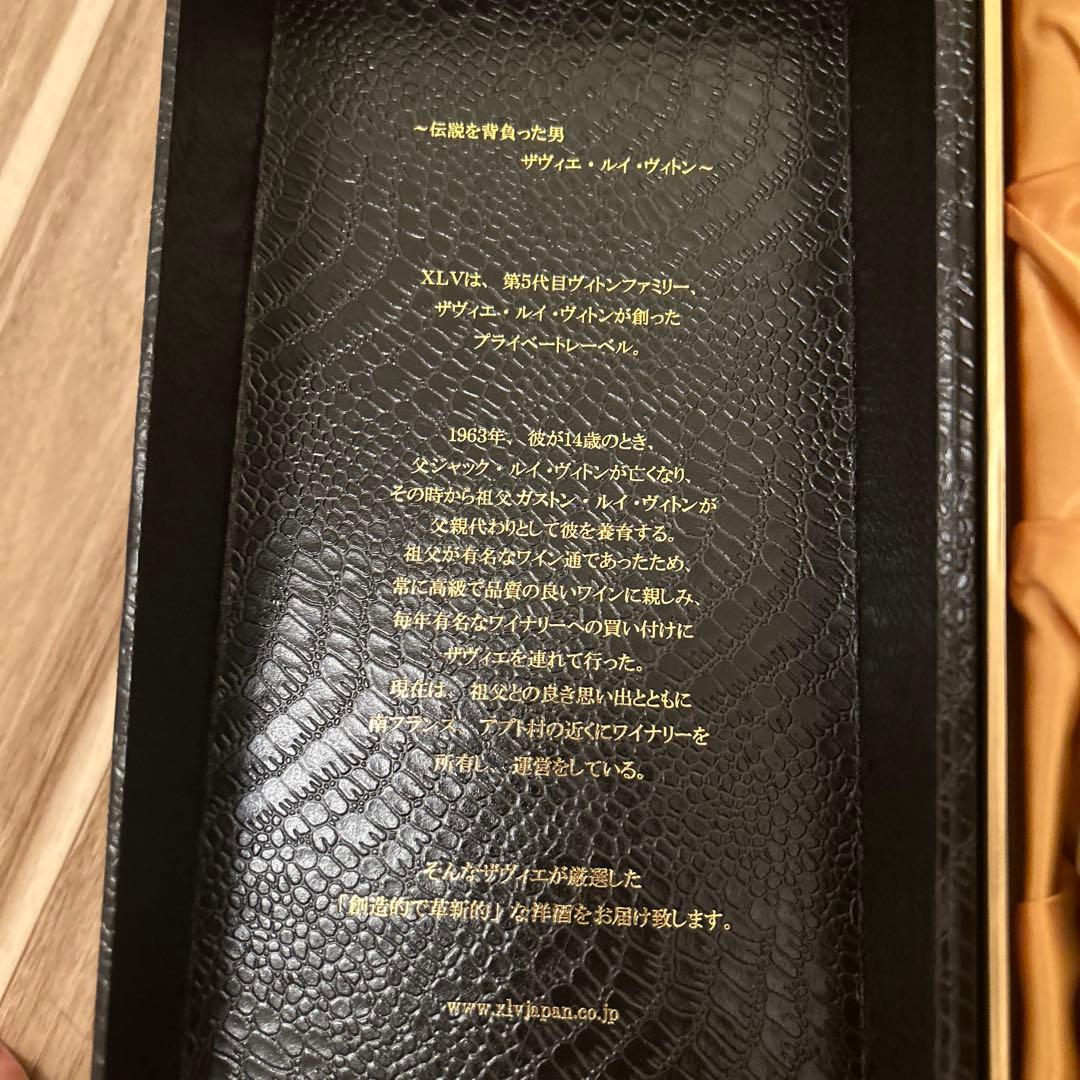 ～伝説を背負った男
ザヴィエ・ルイ・ヴィトン～
XLVは、第5代目ヴィトンファミリー、
ザヴィエ・ルイ・ヴィトンが創った
プライベートレーベル。
1963年、彼が14歳のとき、
父ジャック・ルイ・ヴィトンが亡くなり、
その時から祖父ガストン・ルイ・ヴィトンが
父親代わりとして彼を養育する。
祖父が有名なワイン通であったため、
常に高級で品質の良いワインに親しみ、
毎年有名なワイナリーへの買い付けに
ザヴィエを連れて行った。
現在は、祖父との良き思い出とともに
南フランス、アプト村の近くにワイナリーを
所有し、運営をしている。
そんなザヴィエが厳選した
「創造的で革新的」な洋酒をお届け致します。
www.xlvjapan.co.jp